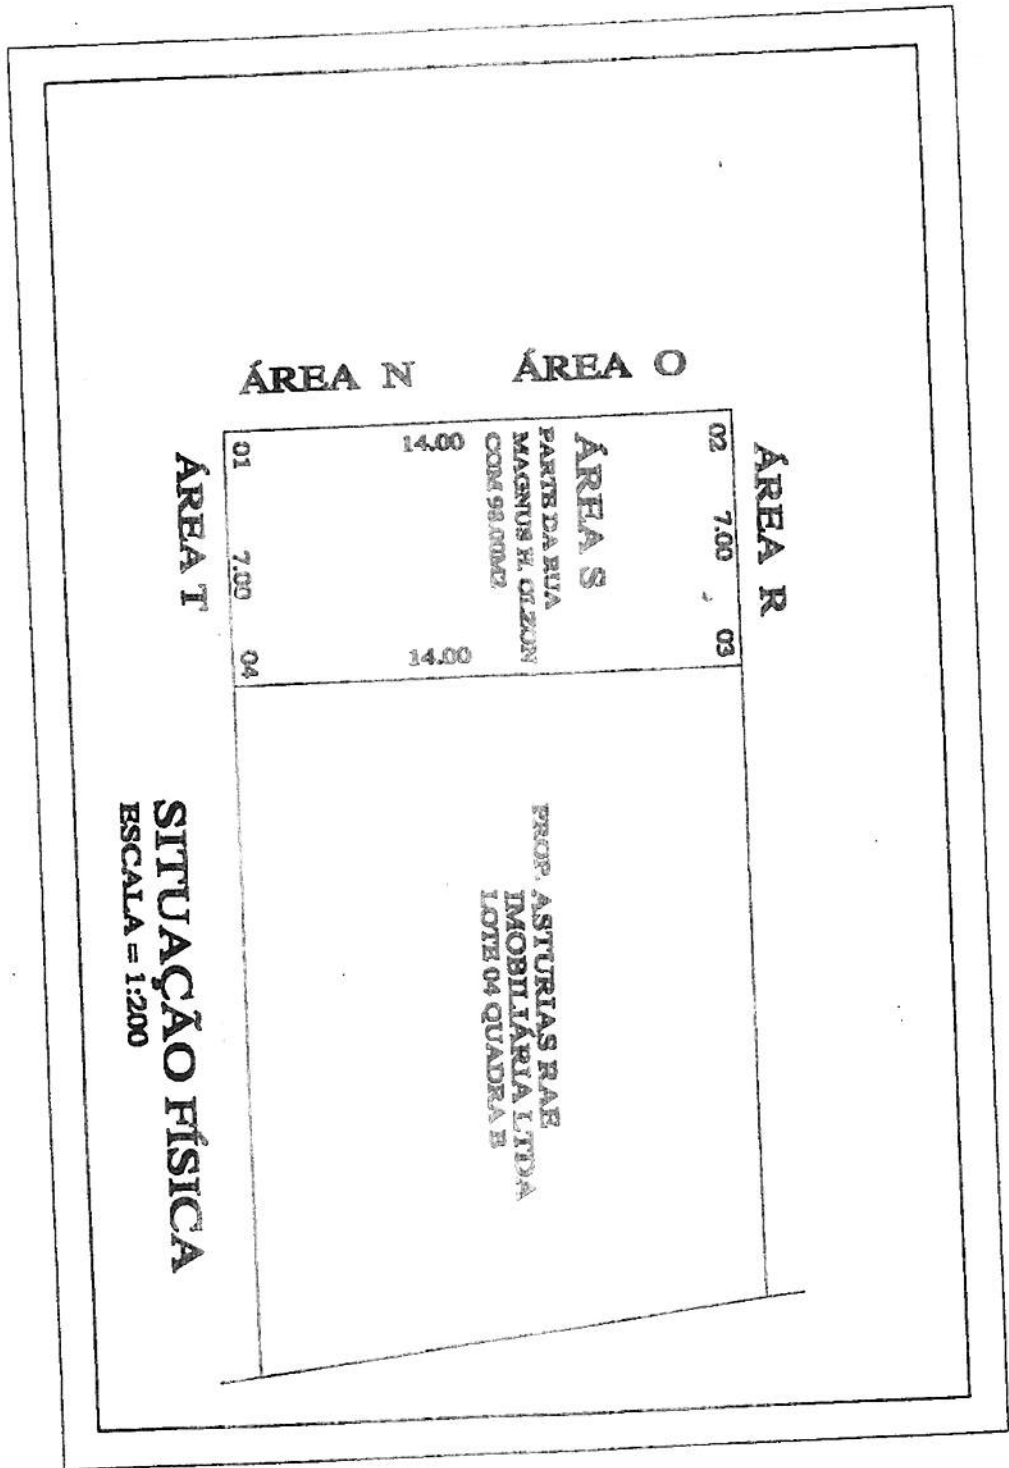 ÁREA N
ÁREA O
ÁREA R
02
7.00
03
ÁREA S
PARTE DA RUA
MAGNUS H. OLZON
COM 98.00M2
14.00
14.00
01
7.00
04
ÁREA T
PROP. ASTURIAS RAE
IMOBILIÁRIA LTDA
LOTE 04 QUADRA E
SITUAÇÃO FÍSICA
ESCALA = 1:200